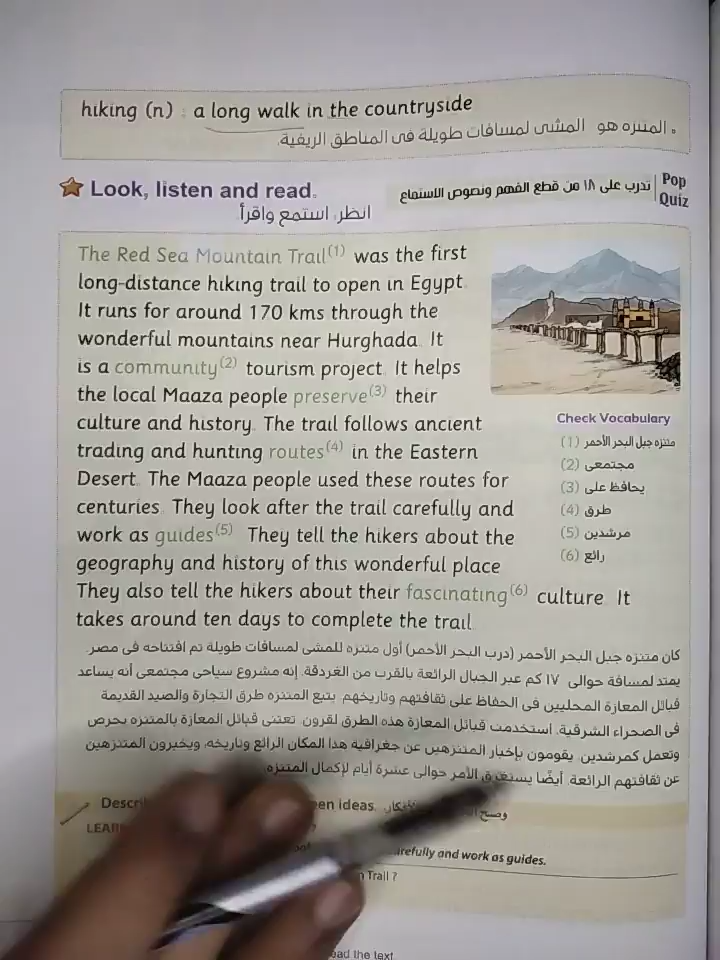 hiking (n) : a long walk in the countryside
• المتنزه هو المشى لمسافات طويلة فى المناطق الريفية.
Look, listen and read.
انظر، استمع واقرأ
Pop Quiz
تدرب على ١٨ من قطع الفهم ونصوص الاستماع
The Red Sea Mountain Trail(1) was the first
long-distance hiking trail to open in Egypt.
It runs for around 170 kms through the
wonderful mountains near Hurghada. It
is a community(2) tourism project. It helps
the local Maaza people preserve(3) their
culture and history. The trail follows ancient
trading and hunting routes(4) in the Eastern
Desert. The Maaza people used these routes for
centuries. They look after the trail carefully and
work as guides(5). They tell the hikers about the
geography and history of this wonderful place.
They also tell the hikers about their fascinating(6) culture. It
takes around ten days to complete the trail.
Check Vocabulary
(1) متنزه جبل البحر الأحمر
(2) مجتمعى
(3) يحافظ على
(4) طرق
(5) مرشدين
(6) رائع
كان متنزه جبل البحر الأحمر (درب البحر الأحمر) أول متنزه للمشى لمسافات طويلة تم افتتاحه فى مصر.
يمتد لمسافة حوالى ١٧ كم عبر الجبال الرائعة بالقرب من الغردقة. إنه مشروع سياحى مجتمعى أنه يساعد
قبائل المعازة المحليين فى الحفاظ على ثقافتهم وتاريخهم. يتبع المتنزه طرق التجارة والصيد القديمة
فى الصحراء الشرقية. استخدمت قبائل المعازة هذه الطرق لقرون. تعتنى قبائل المعازة بالمتنزه بحرص
وتعمل كمرشدين. يقومون بإخبار المتنزهين عن جغرافية هذا المكان الرائع وتاريخه، ويخبرون المتنزهين
عن ثقافتهم الرائعة. أيضًا يستغرق الأمر حوالى عشرة أيام لإكمال المتنزه.
een ideas.
LEAR
refully and work as guides.
Trail ?
ead the text